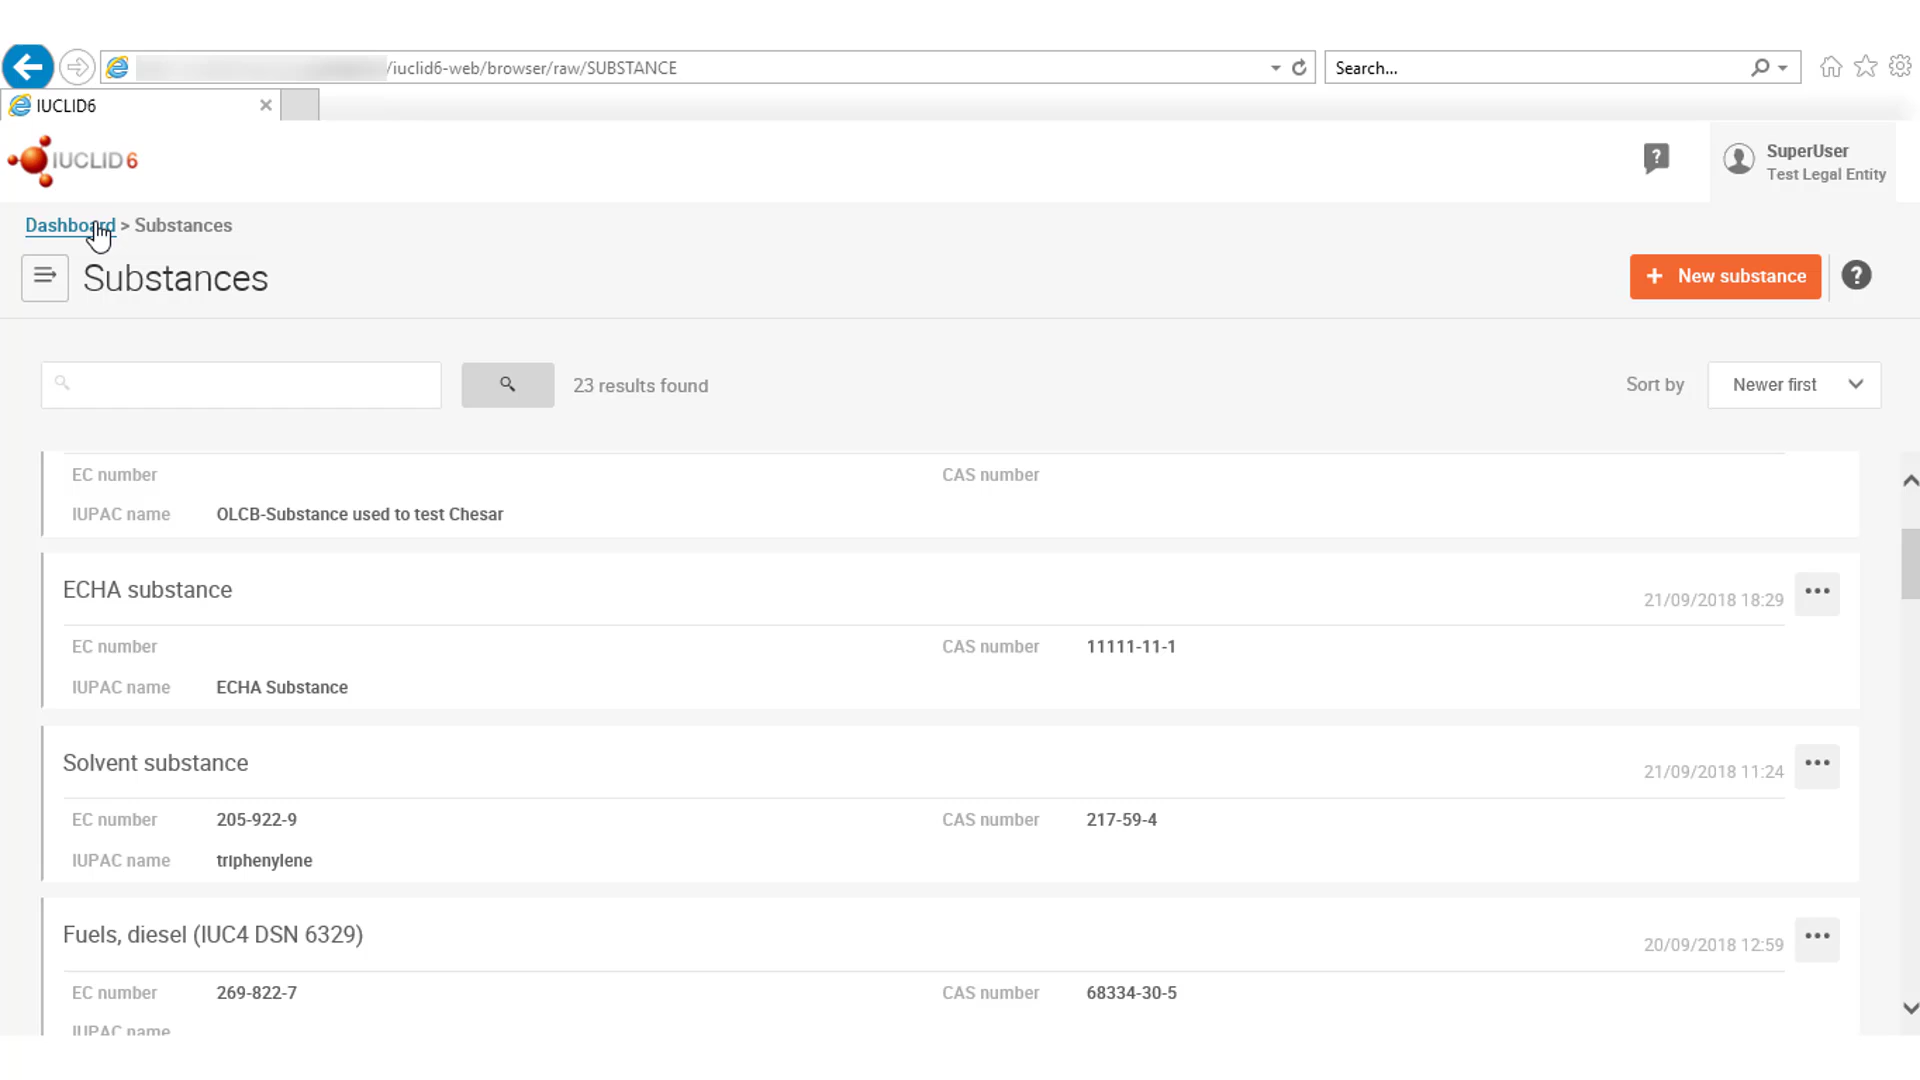 /iuclid6-web/browser/raw/SUBSTANCE
Search...
IUCLID6
IUCLID 6
SuperUser
Test Legal Entity
Dashboard > Substances
Substances
+ New substance
23 results found
Sort by Newer first
EC number CAS number
IUPAC name OLCB-Substance used to test Chesar
ECHA substance
21/09/2018 18:29
EC number CAS number 11111-11-1
IUPAC name ECHA Substance
Solvent substance
21/09/2018 11:24
EC number 205-922-9 CAS number 217-59-4
IUPAC name triphenylene
Fuels, diesel (IUC4 DSN 6329)
20/09/2018 12:59
EC number 269-822-7 CAS number 68334-30-5
IUPAC name